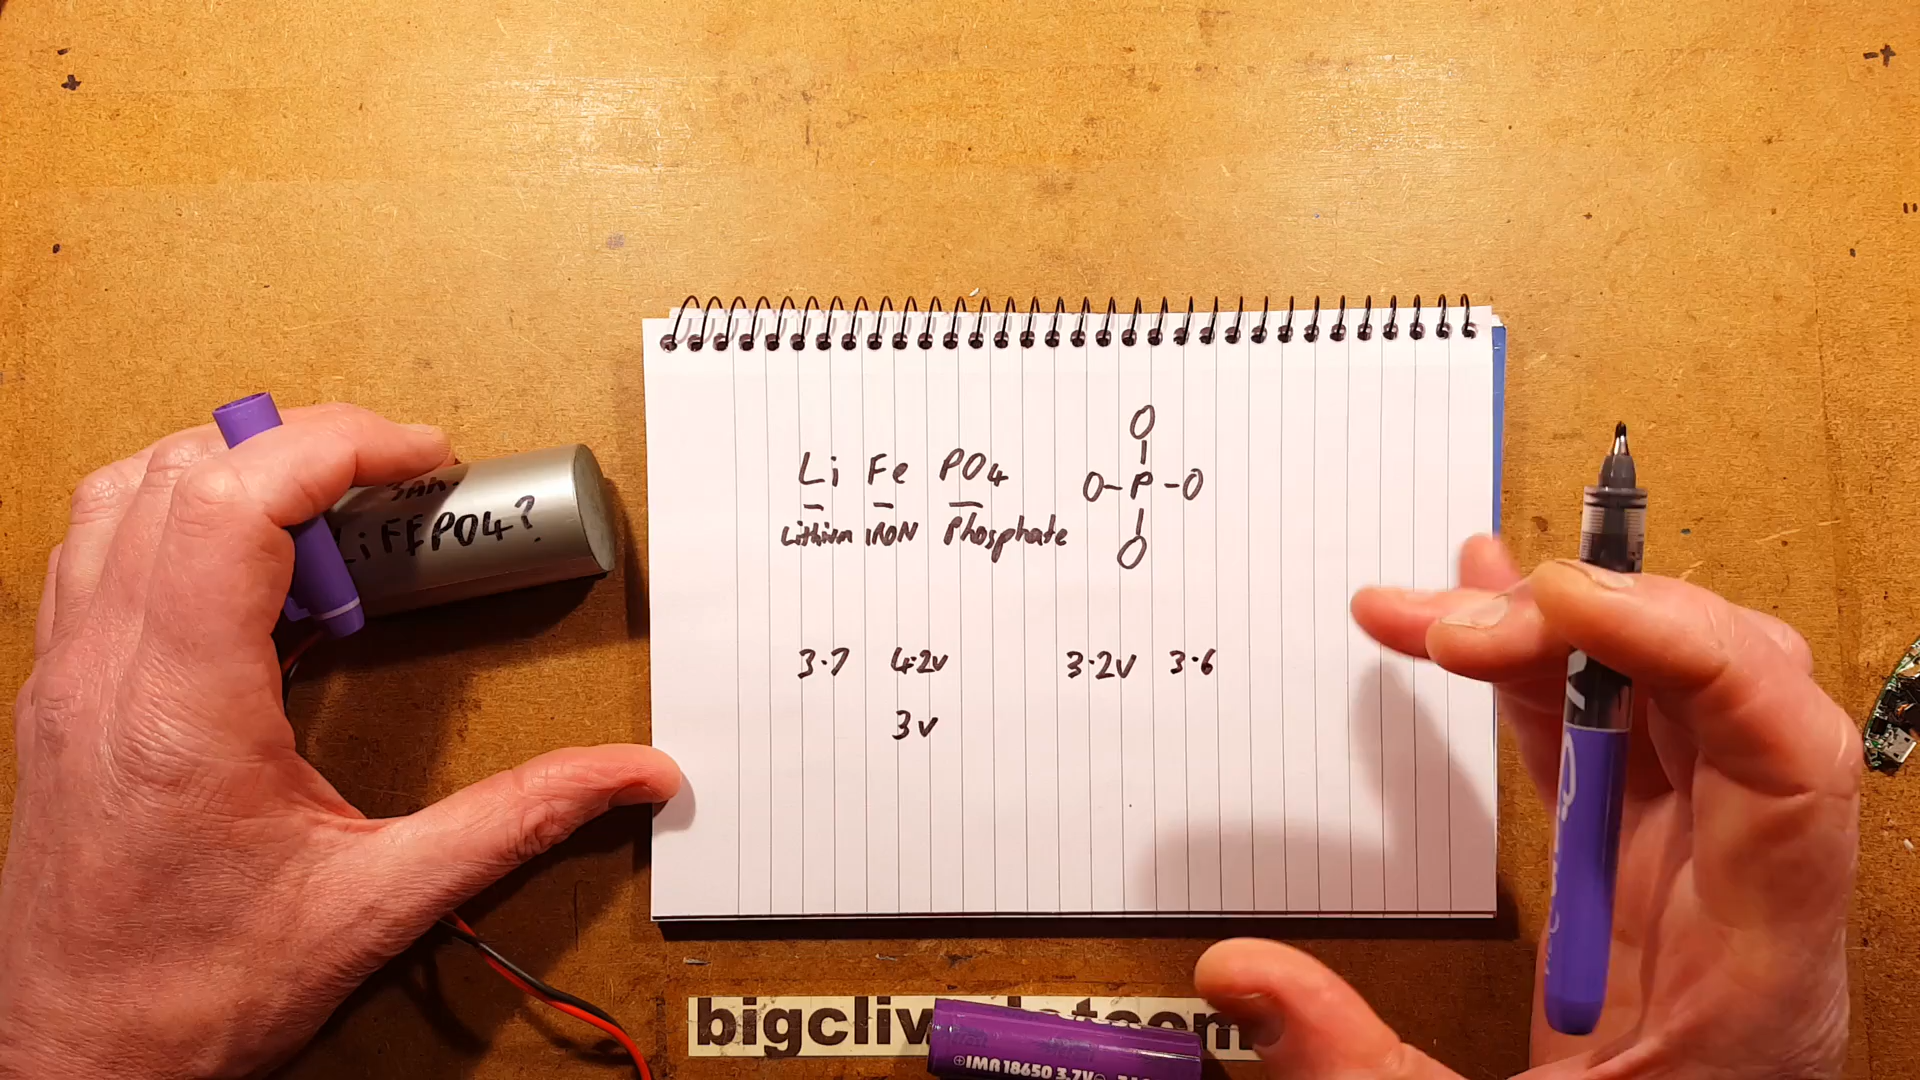 Li Fe PO4
Lithium IRON Phosphate
O
O-P-O
O
3.7 4.2v
3v
3.2v 3.6
3Ah.
LiFEPO4?
IMR 18650 3.7V